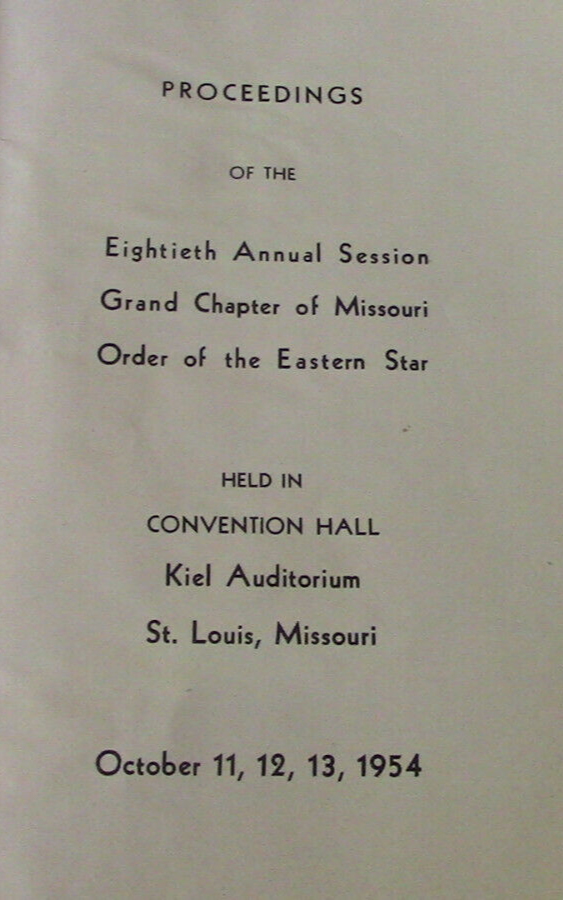 PROCEEDINGS
OF THE
Eightieth Annual Session
Grand Chapter of Missouri
Order of the Eastern Star
HELD IN
CONVENTION HALL
Kiel Auditorium
St. Louis, Missouri
October 11, 12, 13, 1954